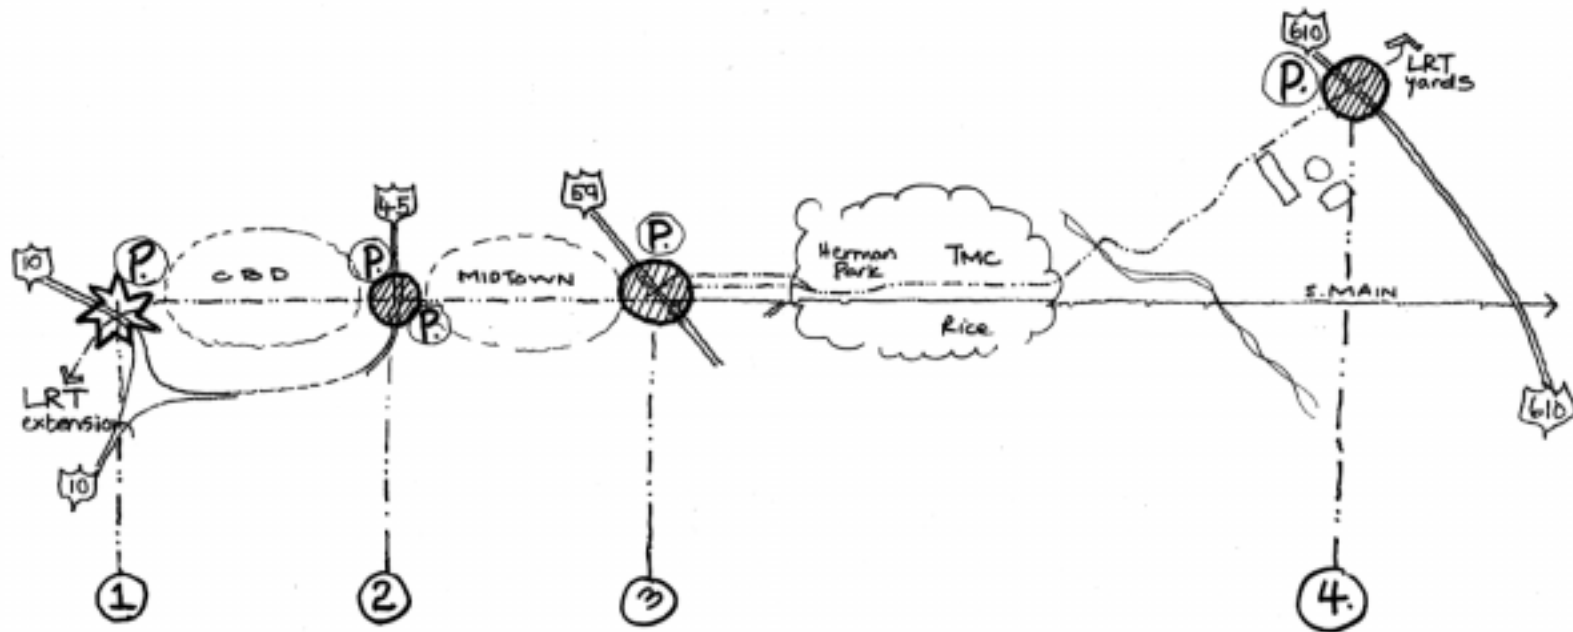 610
P.
LRT
yards
45
59
10
P.
CBD
P.
P.
MIDTOWN
P.
Herman
Park
TMC
Rice
S. MAIN
LRT
extension
10
610
1
2
3
4.